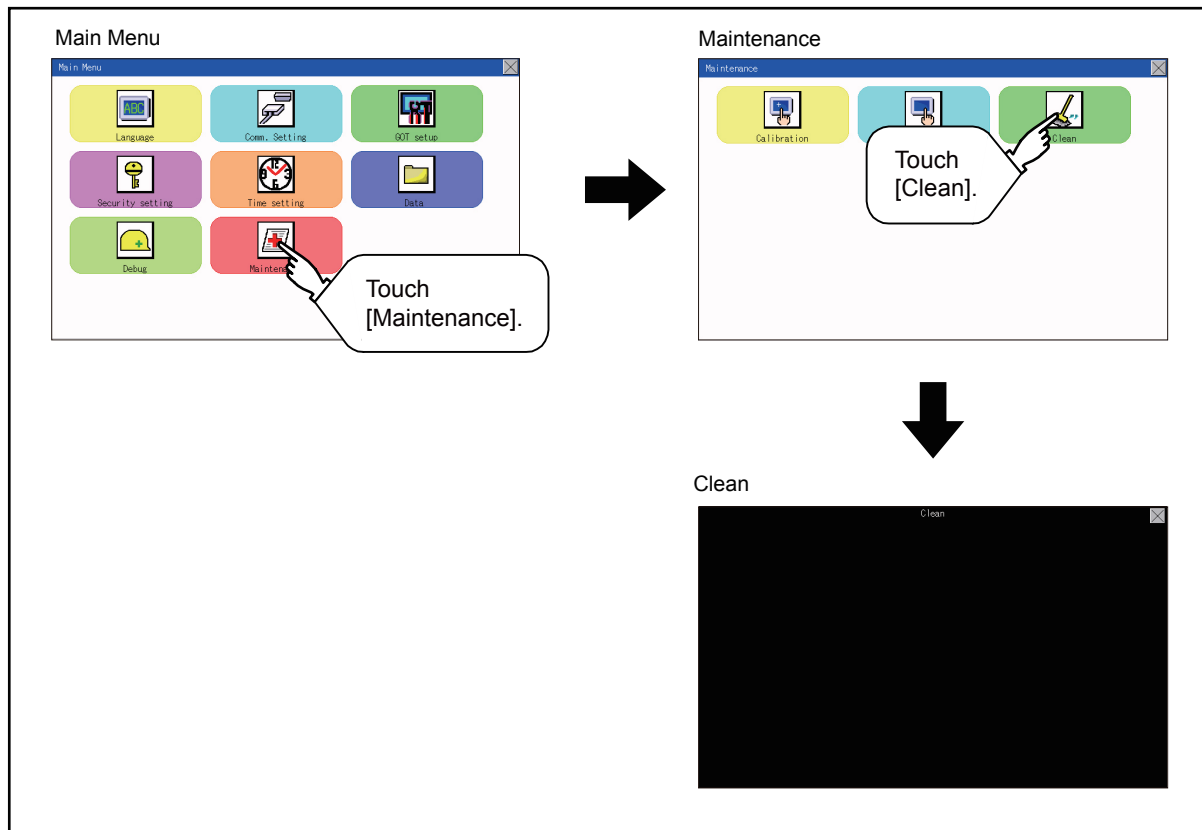 Main Menu
Main Menu
ABC
Language
Comm. Setting
GOT setup
Security setting
Time setting
Data
Debug
Touch
[Maintenance].
Maintenance
Maintenance
Calibration
Clean
Touch
[Clean].
Clean
Clean